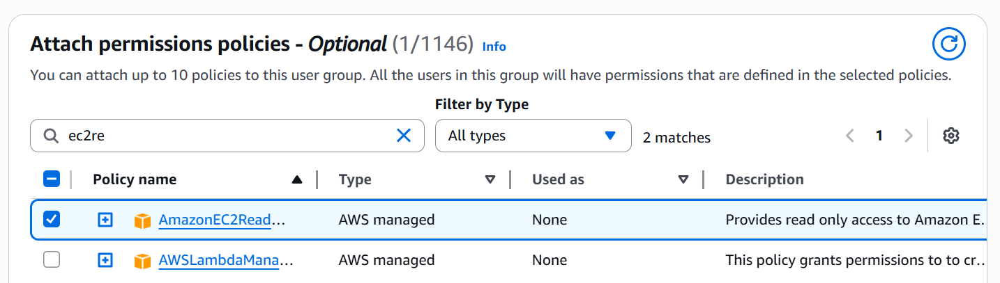 Attach permissions policies - Optional (1/1146) Info
You can attach up to 10 policies to this user group. All the users in this group will have permissions that are defined in the selected policies.
Filter by Type
ec2re All types 2 matches 1
Policy name Type Used as Description
AmazonEC2Read... AWS managed None Provides read only access to Amazon E...
AWSLambdaMana... AWS managed None This policy grants permissions to to cr...